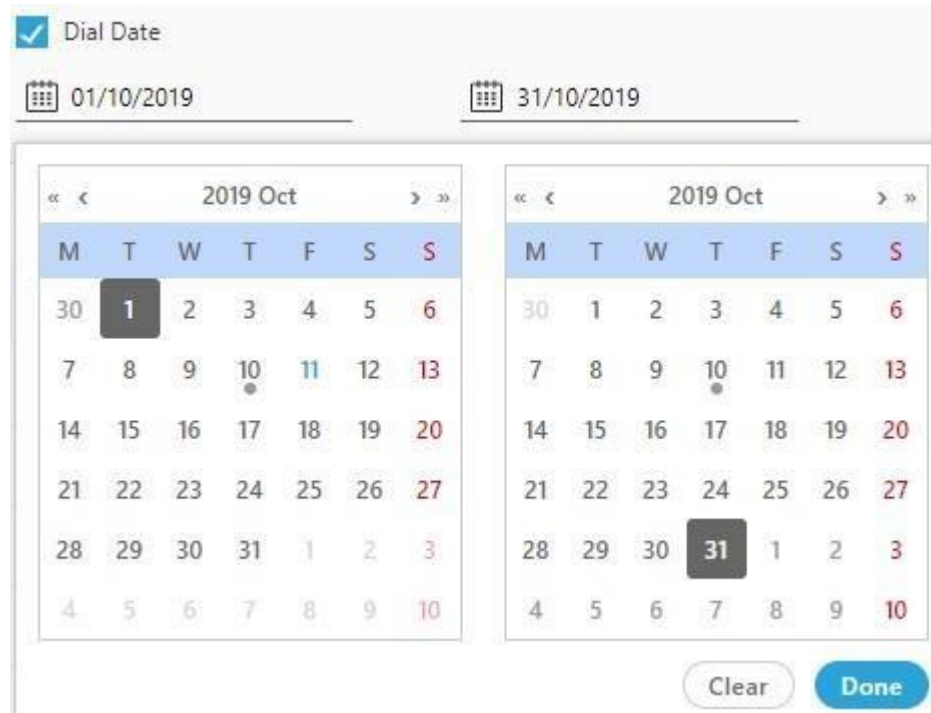 Dial Date
01/10/2019 31/10/2019
« ‹ 2019 Oct › » « ‹ 2019 Oct › »
M T W T F S S M T W T F S S
30 1 2 3 4 5 6 30 1 2 3 4 5 6
7 8 9 10 11 12 13 7 8 9 10 11 12 13
14 15 16 17 18 19 20 14 15 16 17 18 19 20
21 22 23 24 25 26 27 21 22 23 24 25 26 27
28 29 30 31 1 2 3 28 29 30 31 1 2 3
4 5 6 7 8 9 10 4 5 6 7 8 9 10
Clear Done